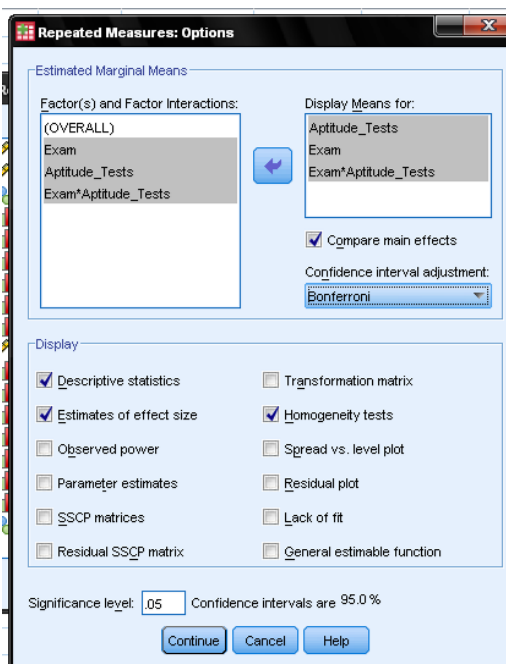 Repeated Measures: Options
Estimated Marginal Means
Factor(s) and Factor Interactions:
(OVERALL)
Exam
Aptitude_Tests
Exam*Aptitude_Tests
Display Means for:
Aptitude_Tests
Exam
Exam*Aptitude_Tests
Compare main effects
Confidence interval adjustment:
Bonferroni
Display
Descriptive statistics
Transformation matrix
Estimates of effect size
Homogeneity tests
Observed power
Spread vs. level plot
Parameter estimates
Residual plot
SSCP matrices
Lack of fit
Residual SSCP matrix
General estimable function
Significance level: .05 Confidence intervals are 95.0 %
Continue Cancel Help